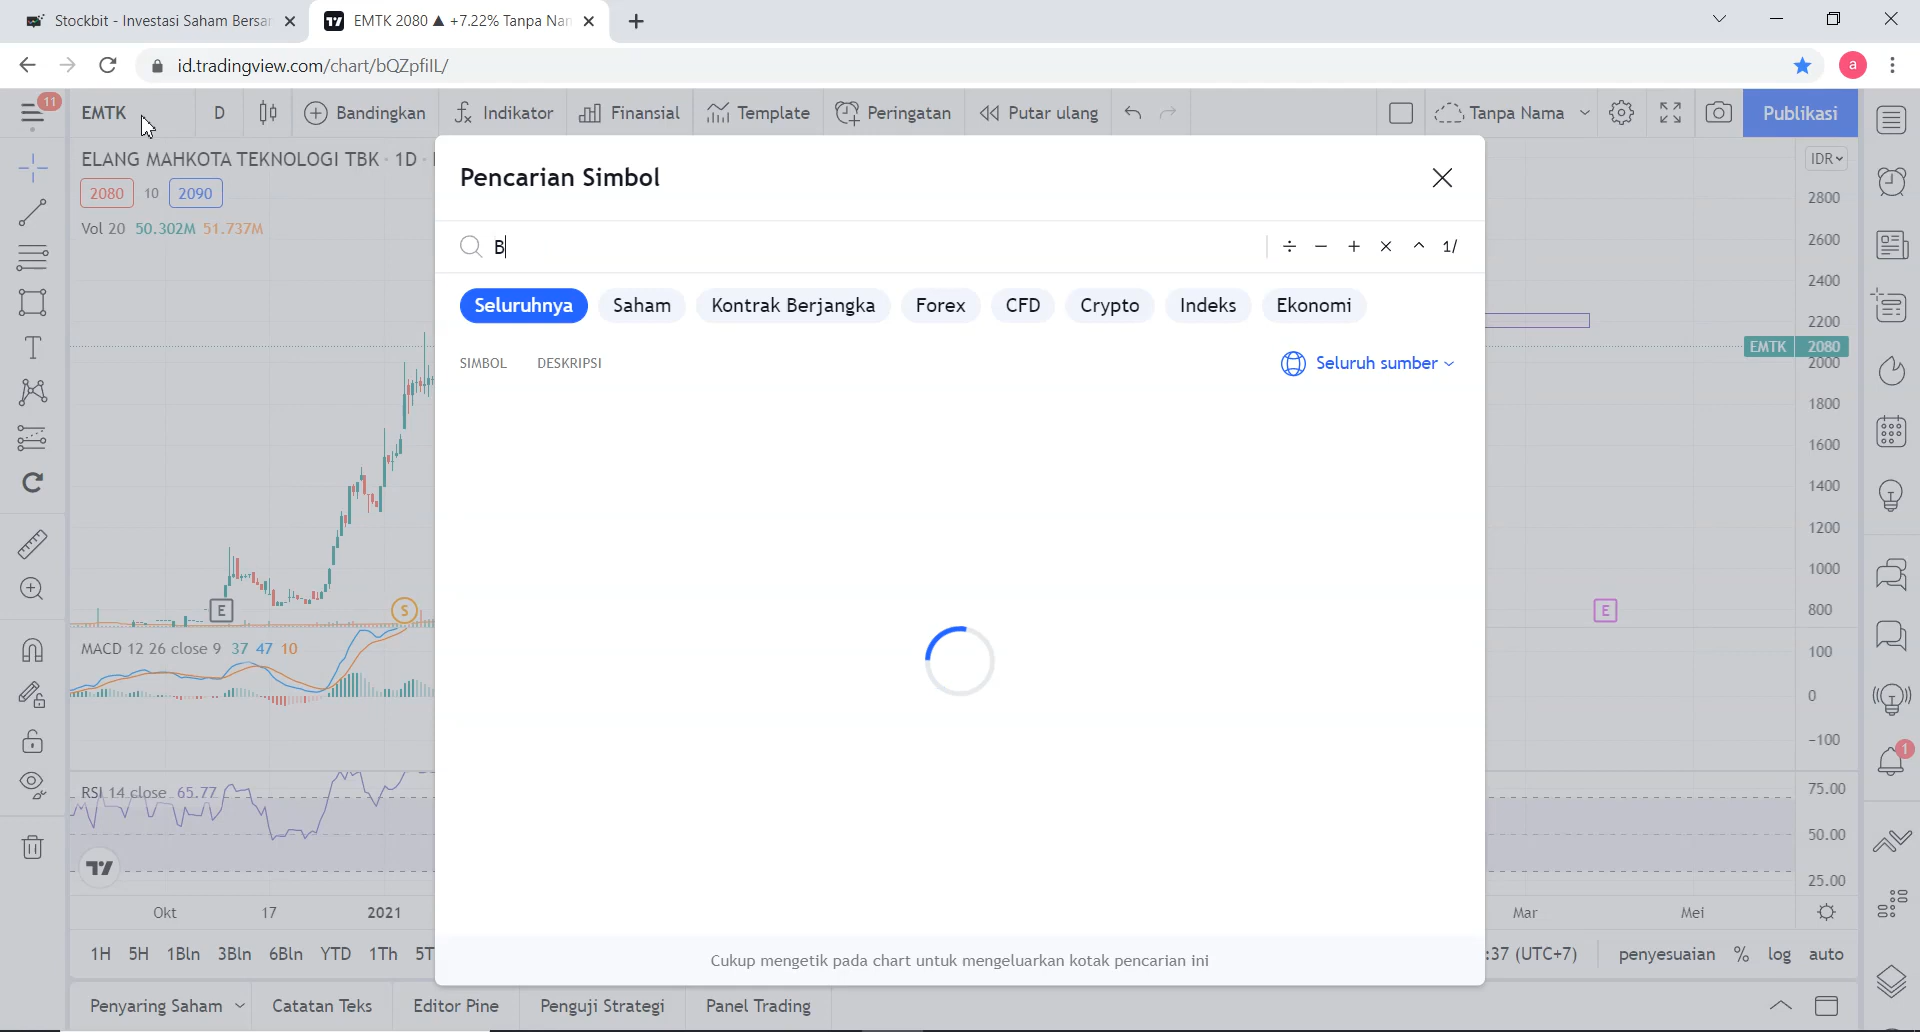 Stockbit - Investasi Saham Bersa
EMTK 2080 ▲ +7.22% Tanpa Nan
id.tradingview.com/chart/bQZpfiIL/
a
11
EMTK
D
Bandingkan
Indikator
Finansial
Template
Peringatan
Putar ulang
Tanpa Nama
Publikasi
ELANG MAHKOTA TEKNOLOGI TBK · 1D ·
IDR
2080 10 2090
Vol 20 50.302M 51.737M
Pencarian Simbol
B
÷ − + × ^ 1/
Seluruhnya
Saham
Kontrak Berjangka
Forex
CFD
Crypto
Indeks
Ekonomi
SIMBOL DESKRIPSI
Seluruh sumber
2800
2600
2400
2200
EMTK 2080
2000
1800
1600
1400
1200
1000
800
E
S
E
MACD 12 26 close 9 37 47 10
100
0
−100
1
RSI 14 close 65.77
75.00
50.00
25.00
Okt 17 2021
Mar Mei
1H 5H 1Bln 3Bln 6Bln YTD 1Th 5T
:37 (UTC+7) penyesuaian % log auto
Cukup mengetik pada chart untuk mengeluarkan kotak pencarian ini
Penyaring Saham
Catatan Teks
Editor Pine
Penguji Strategi
Panel Trading